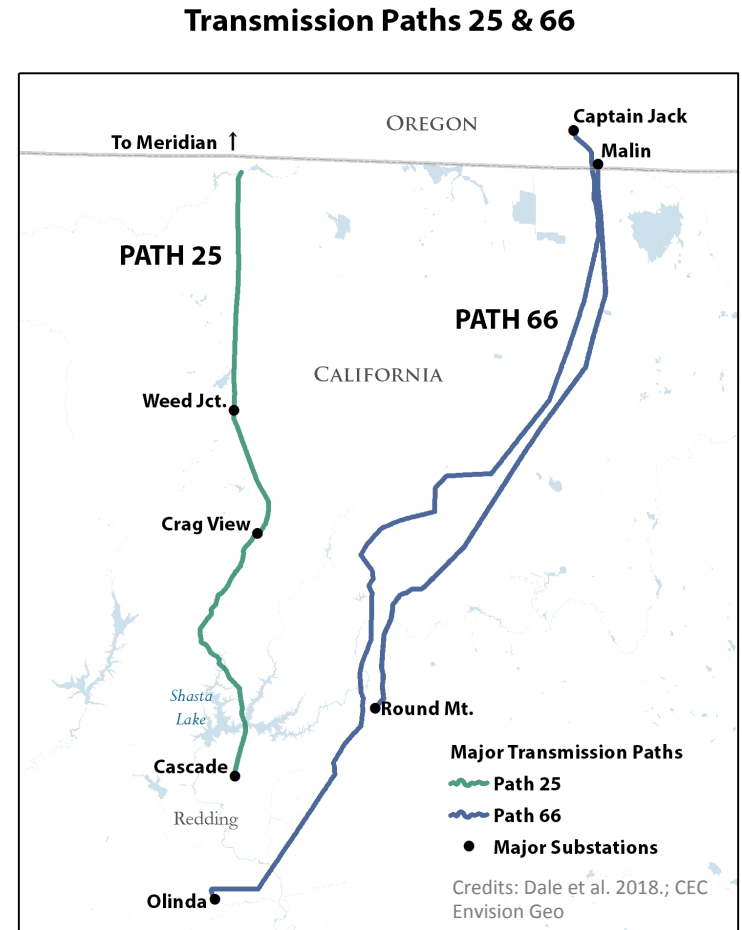 Transmission Paths 25 & 66
Captain Jack
OREGON
To Meridian ↑
Malin
PATH 25
PATH 66
CALIFORNIA
Weed Jct.
Crag View
Shasta
Lake
Round Mt.
Cascade
Redding
Olinda
Major Transmission Paths
Path 25
Path 66
Major Substations
Credits: Dale et al. 2018.; CEC
Envision Geo